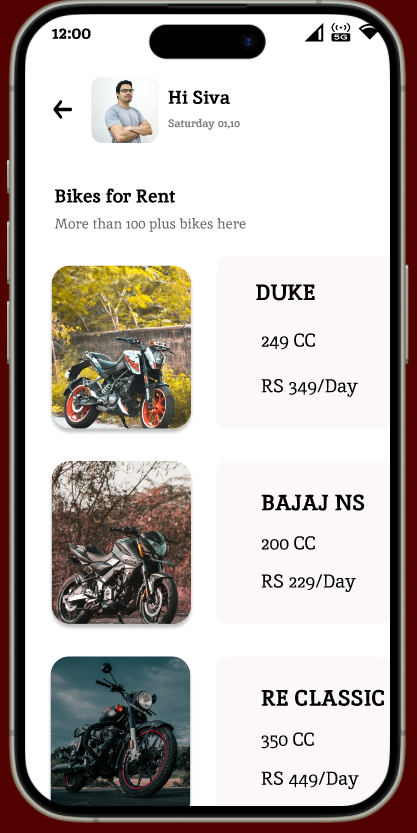 12:00
5G
Hi Siva
Saturday 01,10
Bikes for Rent
More than 100 plus bikes here
DUKE
249 CC
RS 349/Day
BAJAJ NS
200 CC
RS 229/Day
RE CLASSIC
350 CC
RS 449/Day